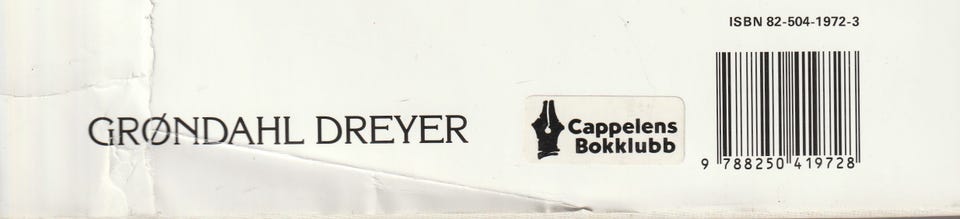 ISBN 82-504-1972-3
GRØNDAHL DREYER
Cappelens
Bokklubb
9 788250 419728